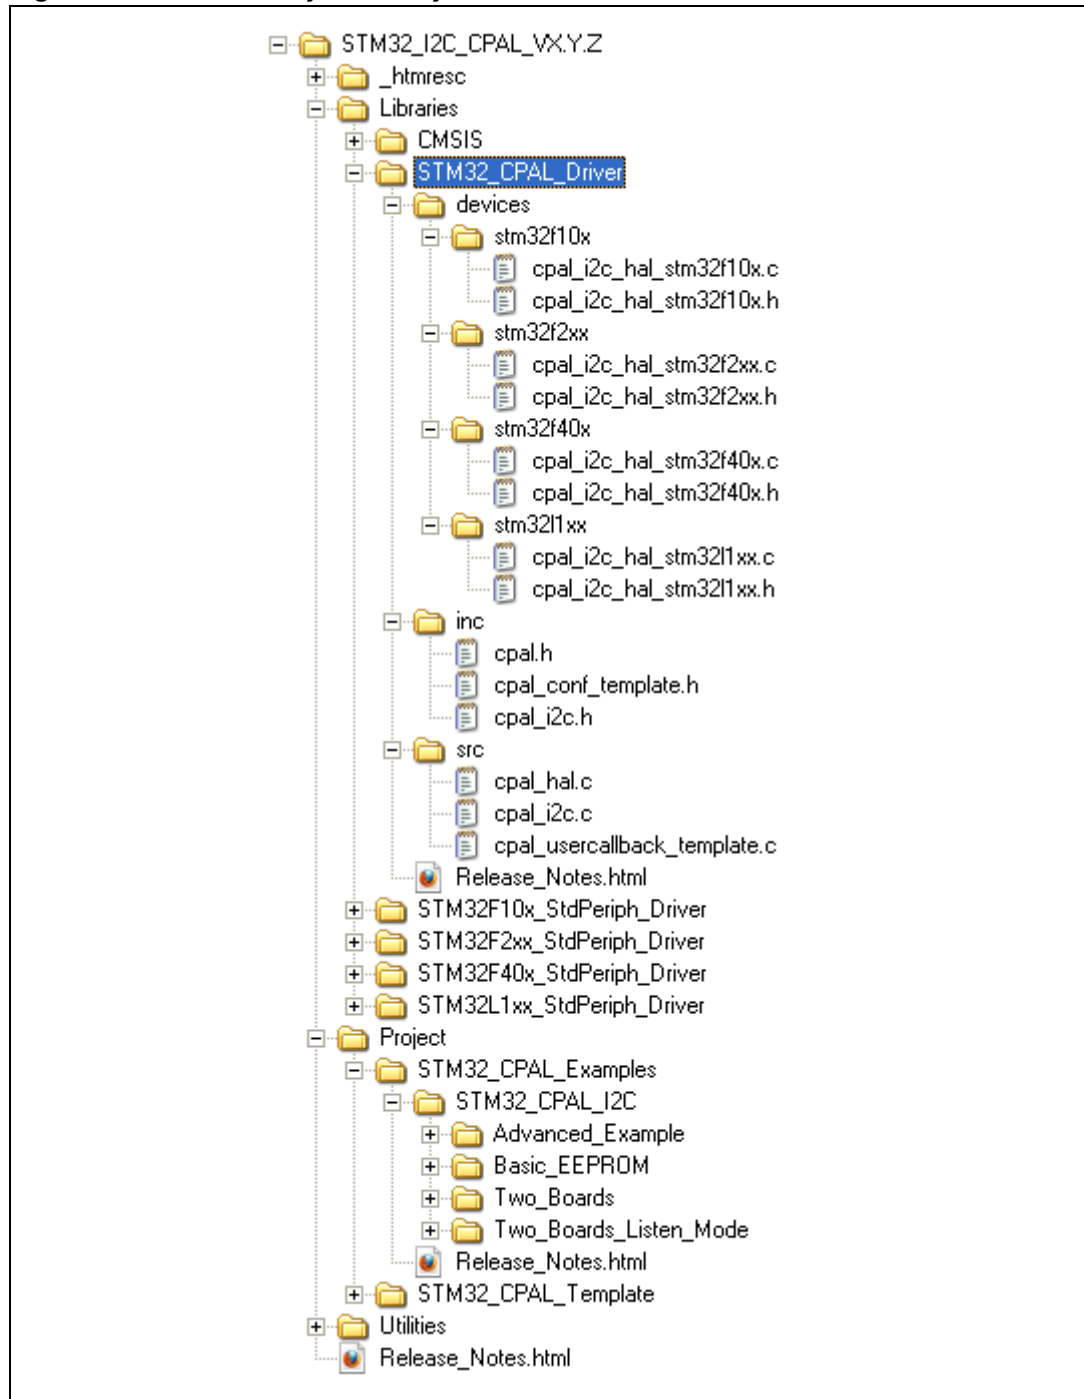 STM32_I2C_CPAL_VX.Y.Z
_htmresc
Libraries
CMSIS
STM32_CPAL_Driver
devices
stm32f10x
cpal_i2c_hal_stm32f10x.c
cpal_i2c_hal_stm32f10x.h
stm32f2xx
cpal_i2c_hal_stm32f2xx.c
cpal_i2c_hal_stm32f2xx.h
stm32f40x
cpal_i2c_hal_stm32f40x.c
cpal_i2c_hal_stm32f40x.h
stm32l1xx
cpal_i2c_hal_stm32l1xx.c
cpal_i2c_hal_stm32l1xx.h
inc
cpal.h
cpal_conf_template.h
cpal_i2c.h
src
cpal_hal.c
cpal_i2c.c
cpal_usercallback_template.c
Release_Notes.html
STM32F10x_StdPeriph_Driver
STM32F2xx_StdPeriph_Driver
STM32F40x_StdPeriph_Driver
STM32L1xx_StdPeriph_Driver
Project
STM32_CPAL_Examples
STM32_CPAL_I2C
Advanced_Example
Basic_EEPROM
Two_Boards
Two_Boards_Listen_Mode
Release_Notes.html
STM32_CPAL_Template
Utilities
Release_Notes.html